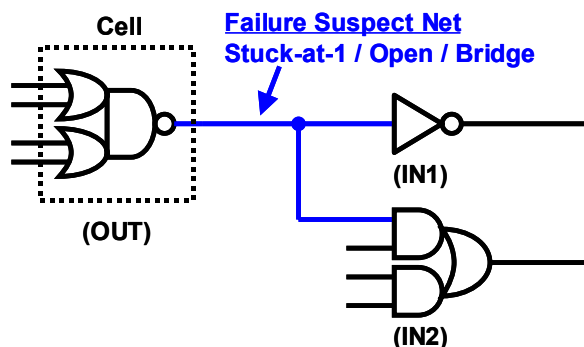 Cell
Failure Suspect Net
Stuck-at-1 / Open / Bridge
(IN1)
(OUT)
(IN2)